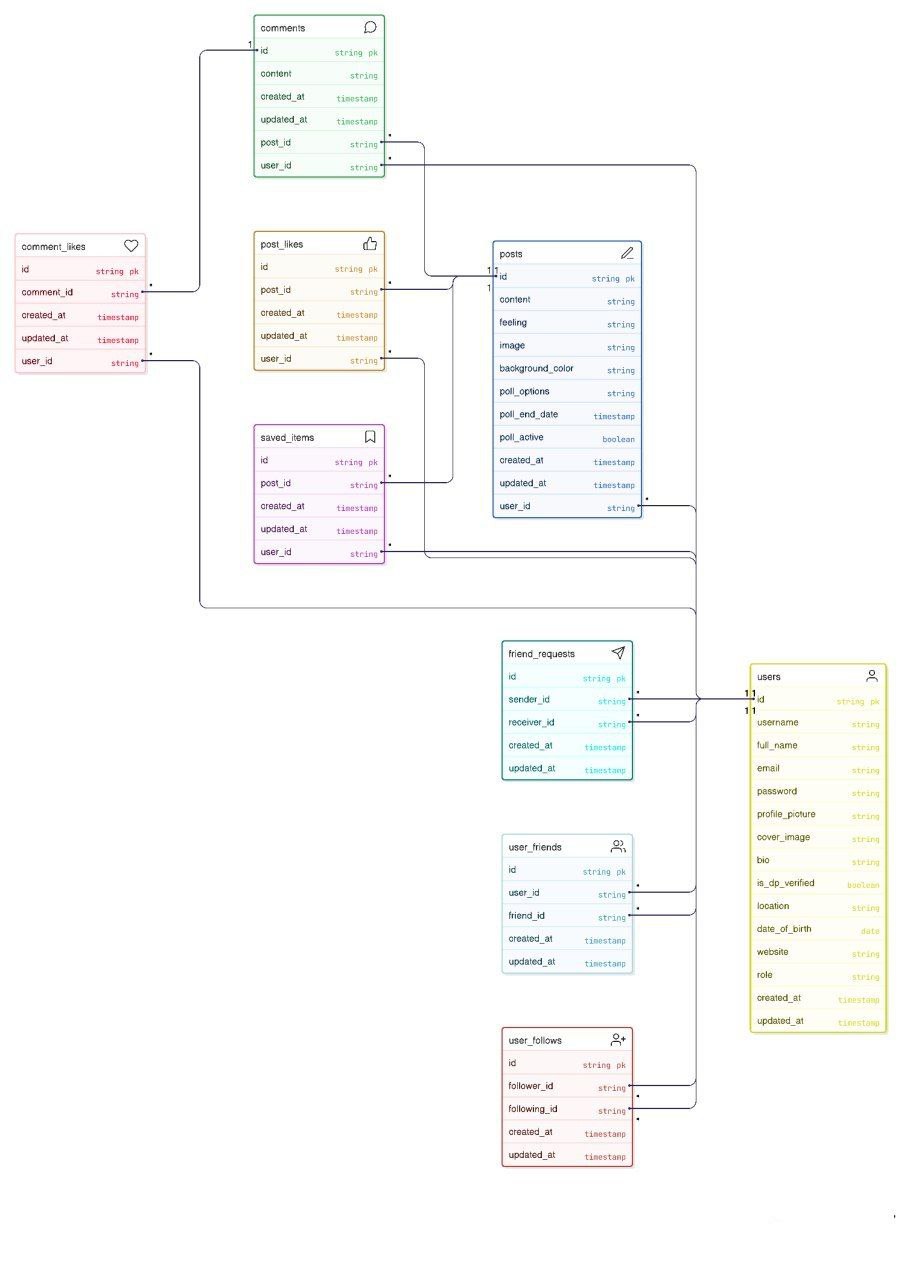 comments
1
id string pk
content string
created_at timestamp
updated_at timestamp
post_id string
user_id string
comment_likes
id string pk
comment_id string
created_at timestamp
updated_at timestamp
user_id string
post_likes
id string pk
post_id string
created_at timestamp
updated_at timestamp
user_id string
saved_items
id string pk
post_id string
created_at timestamp
updated_at timestamp
user_id string
posts
1 1
id string pk
1
content string
feeling string
image string
background_color string
poll_options string
poll_end_date timestamp
poll_active boolean
created_at timestamp
updated_at timestamp
user_id string
friend_requests
id string pk
sender_id string
receiver_id string
created_at timestamp
updated_at timestamp
user_friends
id string pk
user_id string
friend_id string
created_at timestamp
updated_at timestamp
user_follows
id string pk
follower_id string
following_id string
created_at timestamp
updated_at timestamp
users
1 1
id string pk
1 1
username string
full_name string
email string
password string
profile_picture string
cover_image string
bio string
is_dp_verified boolean
location string
date_of_birth date
website string
role string
created_at timestamp
updated_at timestamp